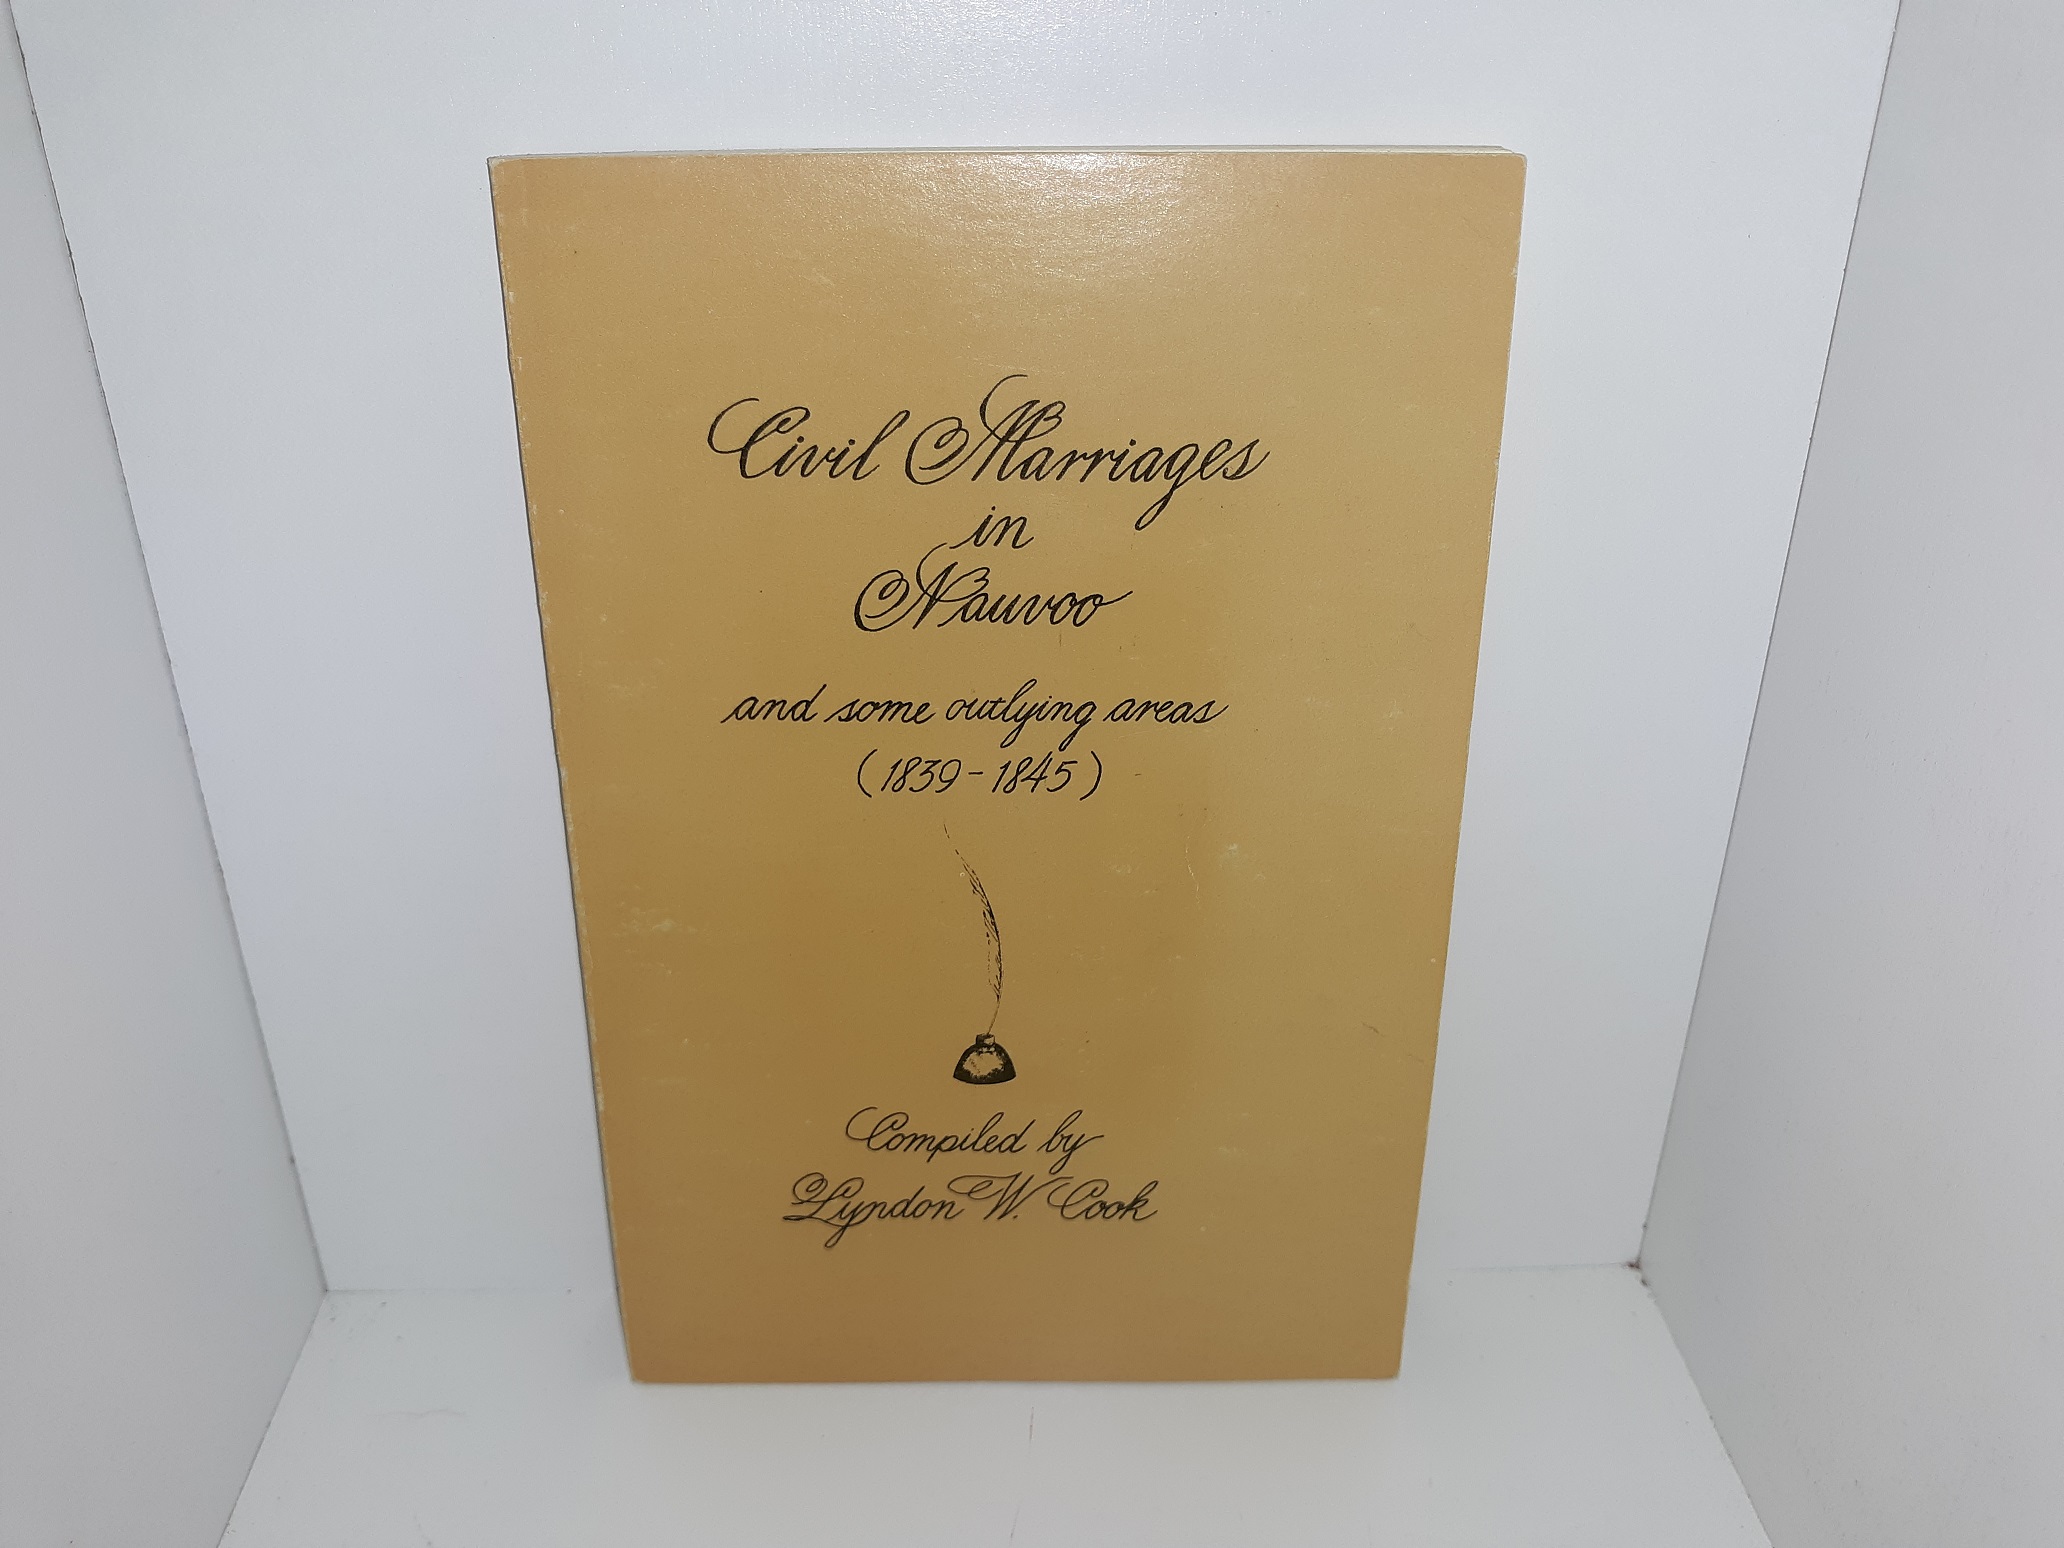 Civil Marriages
in
Nauvoo
and some outlying areas
(1839-1845)
Compiled by
Lyndon W. Cook